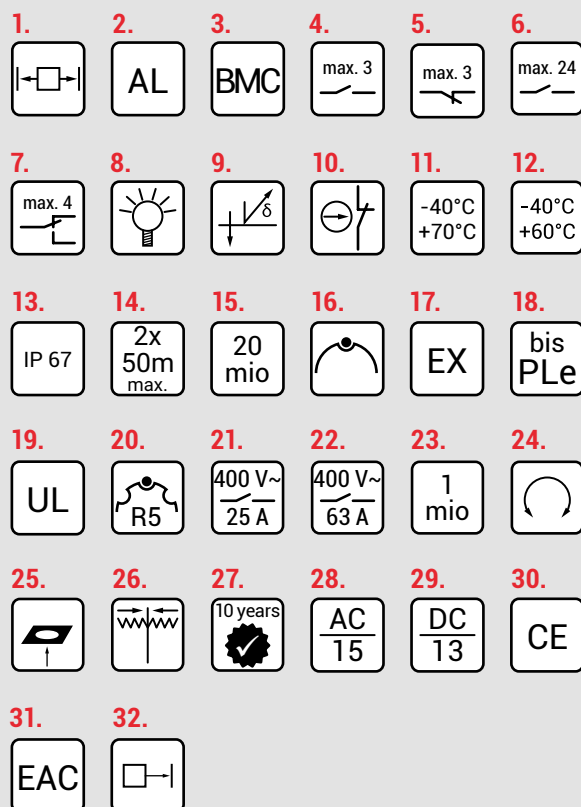 1. 2. 3. 4. 5. 6.
AL BMC max. 3 max. 3 max. 24
7. 8. 9. 10. 11. 12.
max. 4 δ -40°C -40°C
+70°C +60°C
13. 14. 15. 16. 17. 18.
IP 67 2x 20 EX bis
50m mio PLe
max.
19. 20. 21. 22. 23. 24.
UL R5 400 V~ 400 V~ 1
25 A 63 A mio
25. 26. 27. 28. 29. 30.
10 years AC DC CE
15 13
31. 32.
EAC